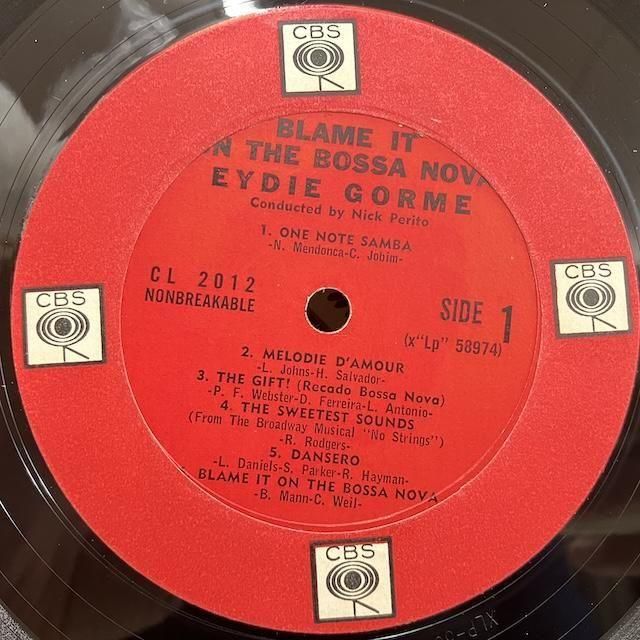 CBS
BLAME IT
ON THE BOSSA NOVA
EYDIE GORME
Conducted by Nick Perito
1. ONE NOTE SAMBA
-N. Mendonca-C. Jobim-
CL 2012
NONBREAKABLE
SIDE 1
(x"Lp" 58974)
CBS
CBS
2. MELODIE D'AMOUR
-L. Johns-H. Salvador-
3. THE GIFT! (Recado Bossa Nova)
-P. F. Webster-D. Ferreira-L. Antonio-
4. THE SWEETEST SOUNDS
(From The Broadway Musical "No Strings")
-R. Rodgers-
5. DANSERO
-L. Daniels-S. Parker-R. Hayman-
BLAME IT ON THE BOSSA NOVA
-B. Mann-C. Weil-
CBS